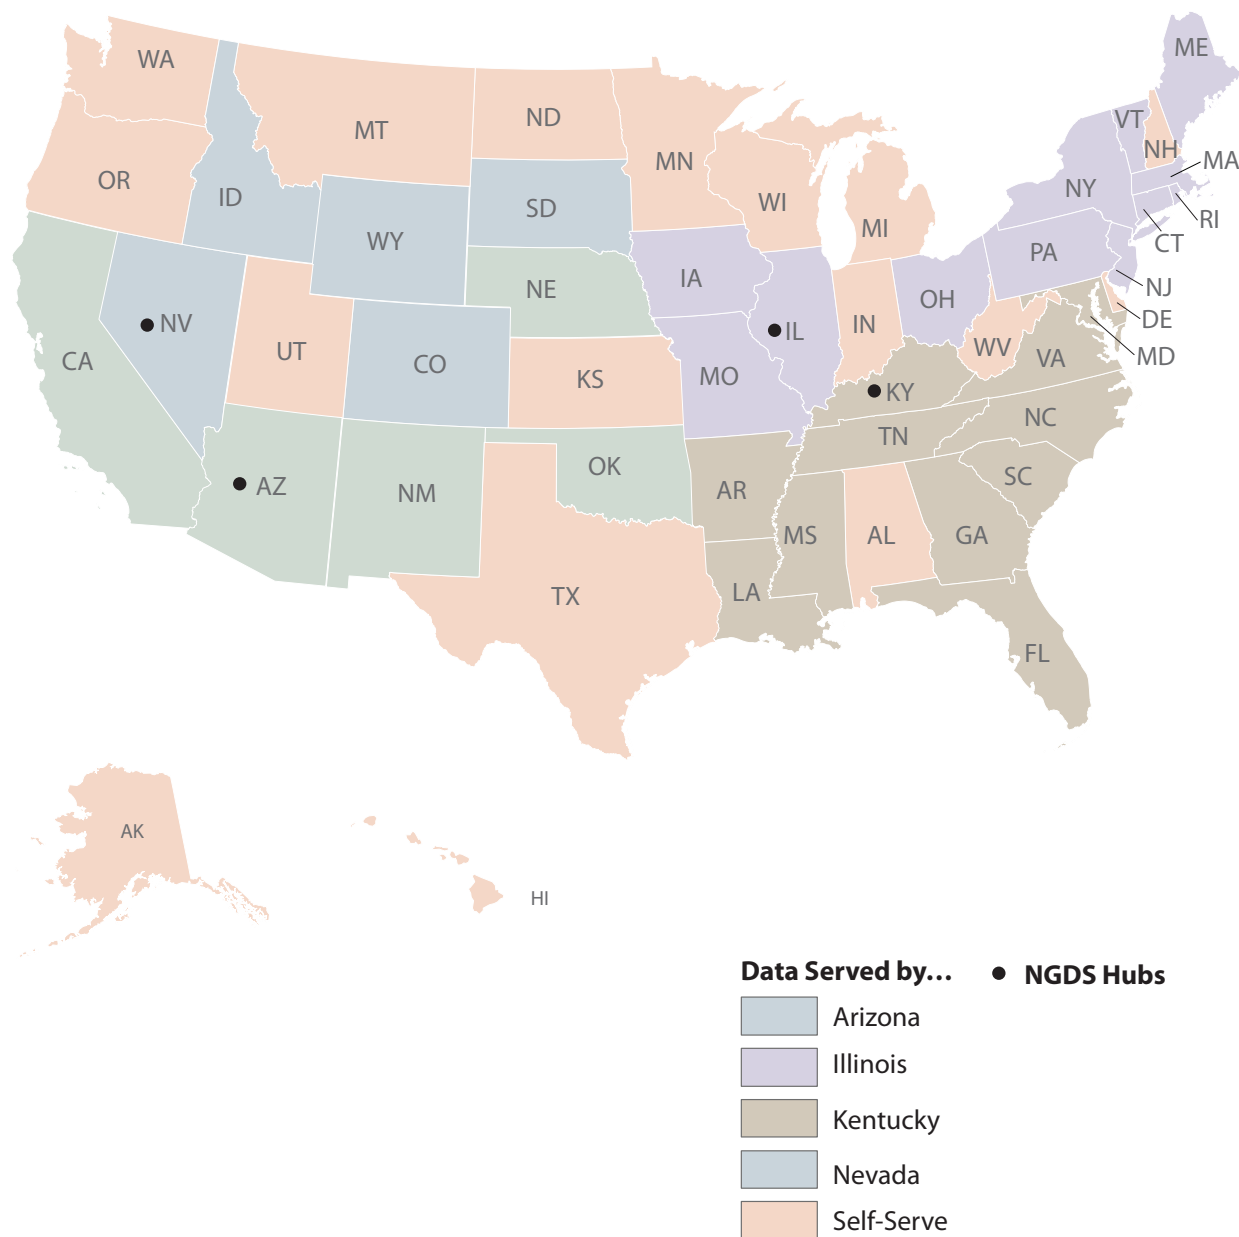 ME
WA
VT
ND
MT
NH
MN
MA
OR
NY
ID
WI
SD
RI
MI
WY
CT
PA
IA
NE
NJ
OH
DE
NV
IN
IL
WV
UT
MD
VA
CA
CO
MO
KS
KY
NC
TN
OK
SC
AZ
AR
NM
MS
AL
GA
LA
TX
FL
AK
HI
Data Served by...
NGDS Hubs
Arizona
Illinois
Kentucky
Nevada
Self-Serve